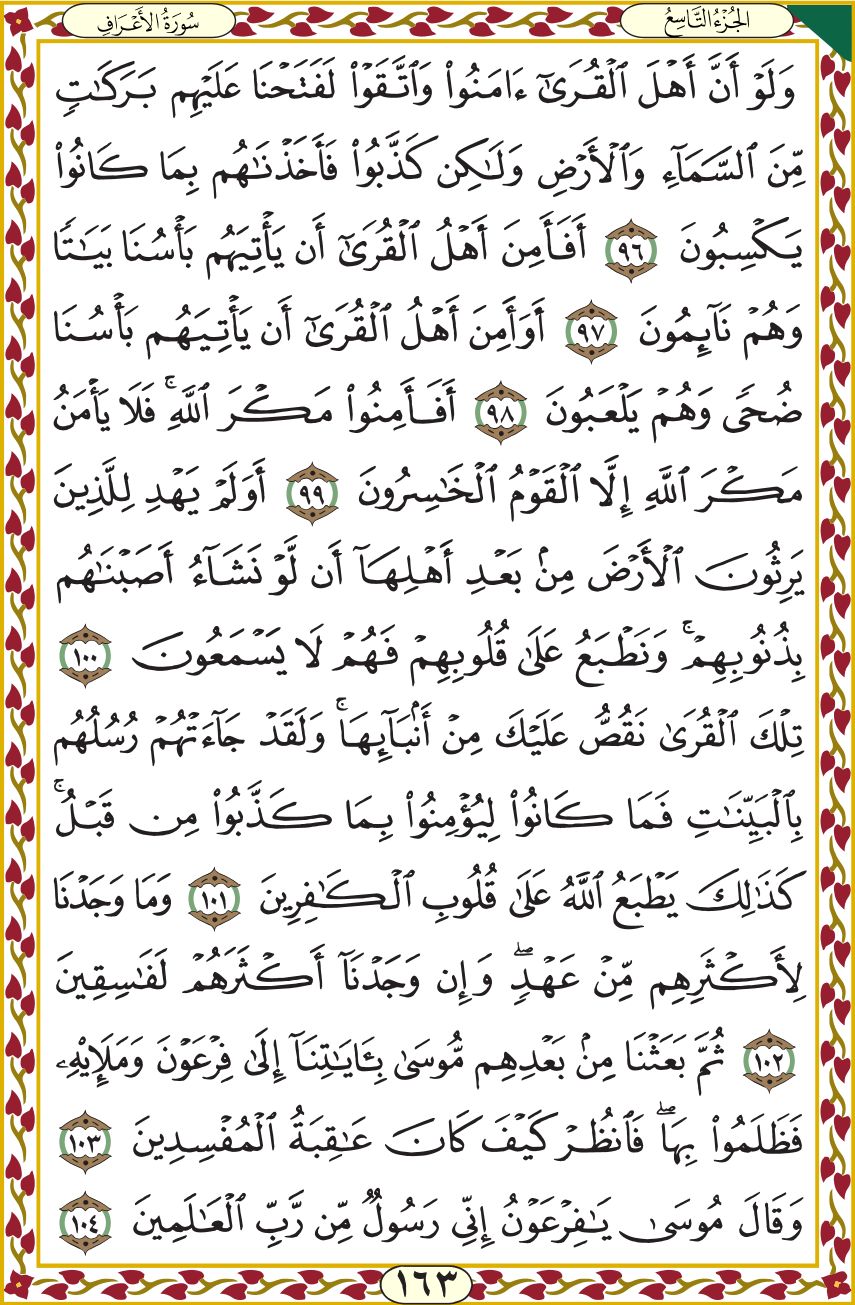 الجُزْءُ التَّاسِعُ
سُورَةُ الأَعْرَافِ
وَلَوْ أَنَّ أَهْلَ ٱلْقُرَىٰٓ ءَامَنُوا۟ وَٱتَّقَوْا۟ لَفَتَحْنَا عَلَيْهِم بَرَكَـٰتٍ
مِّنَ ٱلسَّمَآءِ وَٱلْأَرْضِ وَلَـٰكِن كَذَّبُوا۟ فَأَخَذْنَـٰهُم بِمَا كَانُوا۟
يَكْسِبُونَ ٩٦ أَفَأَمِنَ أَهْلُ ٱلْقُرَىٰٓ أَن يَأْتِيَهُم بَأْسُنَا بَيَـٰتًا
وَهُمْ نَآئِمُونَ ٩٧ أَوَأَمِنَ أَهْلُ ٱلْقُرَىٰٓ أَن يَأْتِيَهُم بَأْسُنَا
ضُحًى وَهُمْ يَلْعَبُونَ ٩٨ أَفَأَمِنُوا۟ مَكْرَ ٱللَّهِ ۚ فَلَا يَأْمَنُ
مَكْرَ ٱللَّهِ إِلَّا ٱلْقَوْمُ ٱلْخَـٰسِرُونَ ٩٩ أَوَلَمْ يَهْدِ لِلَّذِينَ
يَرِثُونَ ٱلْأَرْضَ مِنۢ بَعْدِ أَهْلِهَآ أَن لَّوْ نَشَآءُ أَصَبْنَـٰهُم
بِذُنُوبِهِمْ ۚ وَنَطْبَعُ عَلَىٰ قُلُوبِهِمْ فَهُمْ لَا يَسْمَعُونَ ١٠٠
تِلْكَ ٱلْقُرَىٰ نَقُصُّ عَلَيْكَ مِنْ أَنۢبَآئِهَا ۚ وَلَقَدْ جَآءَتْهُمْ رُسُلُهُم
بِٱلْبَيِّنَـٰتِ فَمَا كَانُوا۟ لِيُؤْمِنُوا۟ بِمَا كَذَّبُوا۟ مِن قَبْلُ ۚ
كَذَٰلِكَ يَطْبَعُ ٱللَّهُ عَلَىٰ قُلُوبِ ٱلْكَـٰفِرِينَ ١٠١ وَمَا وَجَدْنَا
لِأَكْثَرِهِم مِّنْ عَهْدٍ ۖ وَإِن وَجَدْنَآ أَكْثَرَهُمْ لَفَـٰسِقِينَ
١٠٢ ثُمَّ بَعَثْنَا مِنۢ بَعْدِهِم مُّوسَىٰ بِـَٔايَـٰتِنَآ إِلَىٰ فِرْعَوْنَ وَمَلَإِي۟هِۦ
فَظَلَمُوا۟ بِهَا ۖ فَٱنظُرْ كَيْفَ كَانَ عَـٰقِبَةُ ٱلْمُفْسِدِينَ ١٠٣
وَقَالَ مُوسَىٰ يَـٰفِرْعَوْنُ إِنِّى رَسُولٌ مِّن رَّبِّ ٱلْعَـٰلَمِينَ ١٠٤
١٦٣